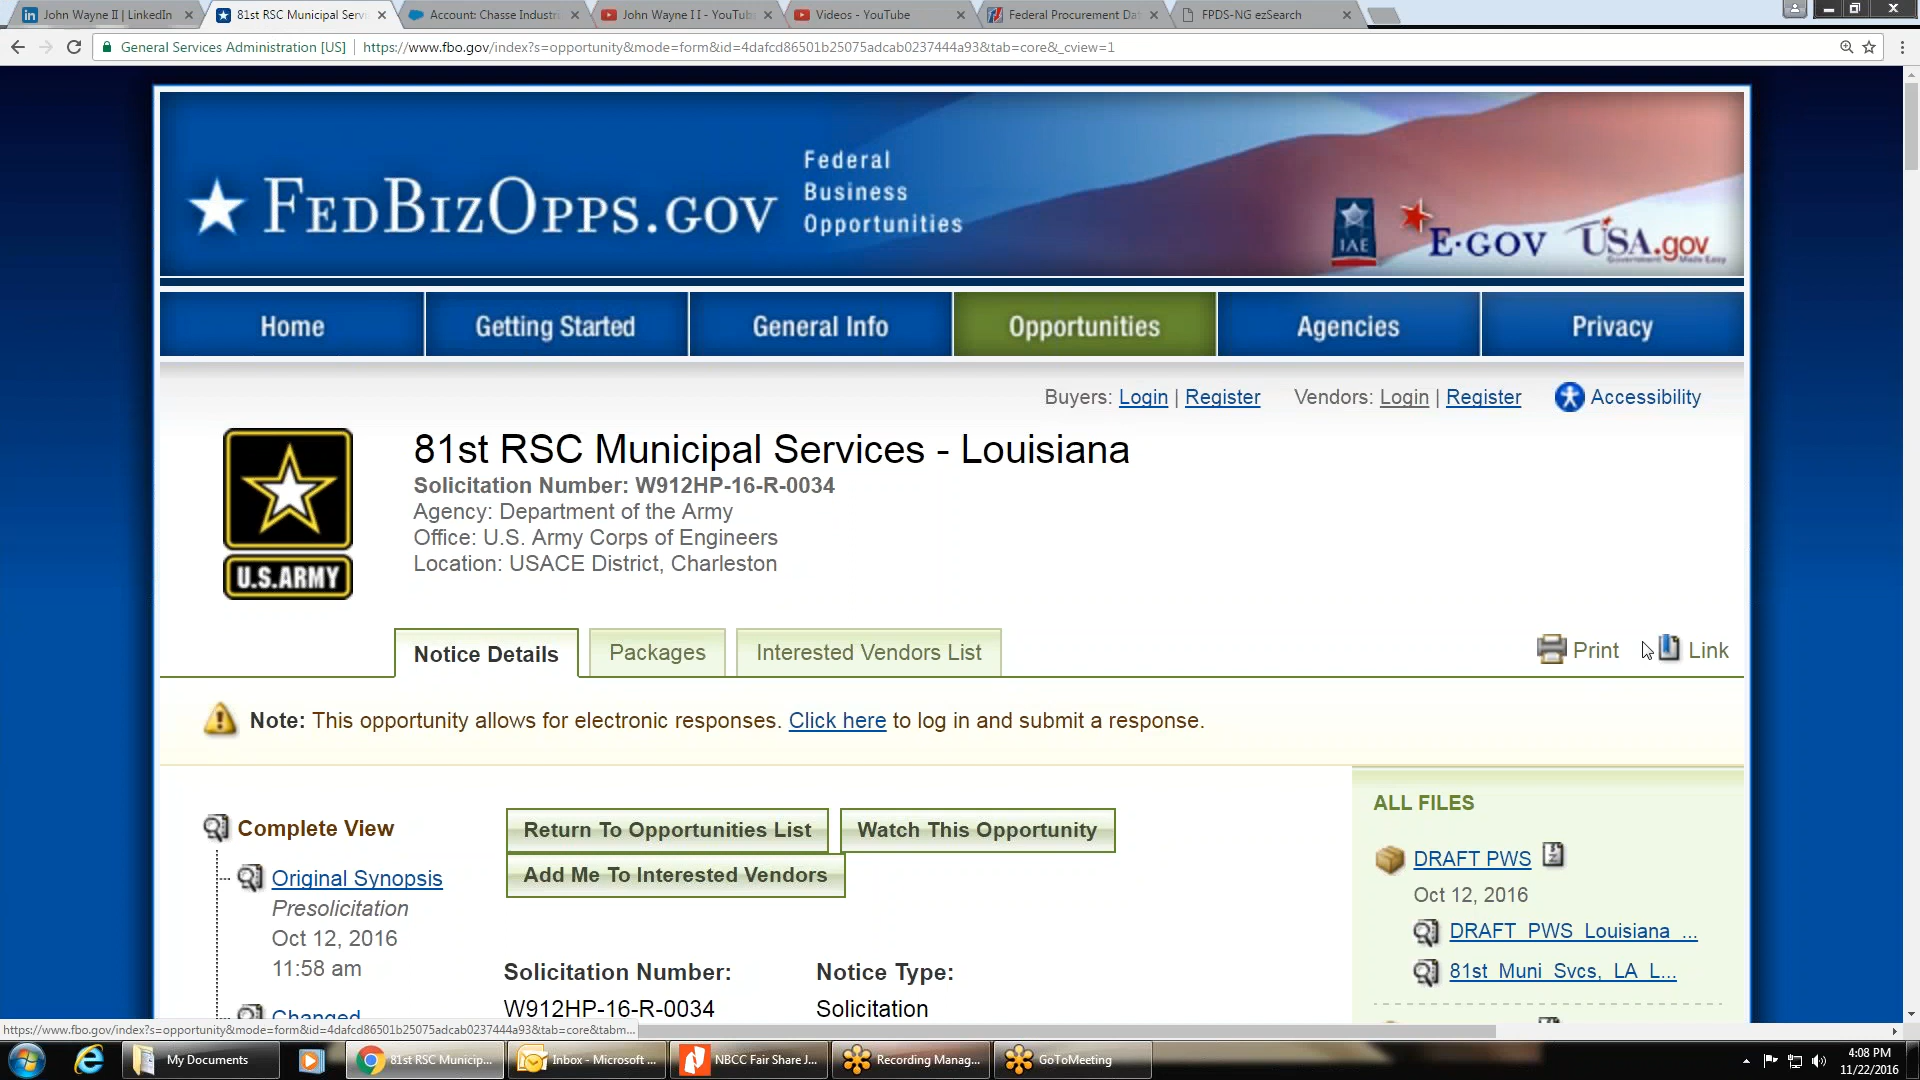 John Wayne II | LinkedIn
81st RSC Municipal Servi
Account: Chasse Industri
John Wayne I I - YouTub
Videos - YouTube
Federal Procurement Da
FPDS-NG ezSearch
General Services Administration [US]
https://www.fbo.gov/index?s=opportunity&mode=form&id=4dafcd86501b25075adcab0237444a93&tab=core&_cview=1
FEDBIZOPPS.GOV
Federal
Business
Opportunities
IAE
E-GOV
USA.gov
Government Made Easy
Home
Getting Started
General Info
Opportunities
Agencies
Privacy
Buyers: Login | Register
Vendors: Login | Register
Accessibility
U.S.ARMY
81st RSC Municipal Services - Louisiana
Solicitation Number: W912HP-16-R-0034
Agency: Department of the Army
Office: U.S. Army Corps of Engineers
Location: USACE District, Charleston
Notice Details
Packages
Interested Vendors List
Print
Link
Note: This opportunity allows for electronic responses. Click here to log in and submit a response.
Complete View
Original Synopsis
Presolicitation
Oct 12, 2016
11:58 am
Changed
Return To Opportunities List
Watch This Opportunity
Add Me To Interested Vendors
Solicitation Number:
W912HP-16-R-0034
Notice Type:
Solicitation
ALL FILES
DRAFT PWS
Oct 12, 2016
DRAFT_PWS_Louisiana_...
81st_Muni_Svcs,_LA_L...
https://www.fbo.gov/index?s=opportunity&mode=form&id=4dafcd86501b25075adcab0237444a93&tab=core&tabm...
My Documents
81st RSC Municip...
Inbox - Microsoft ...
NBCC Fair Share J...
Recording Manag...
GoToMeeting
4:08 PM
11/22/2016